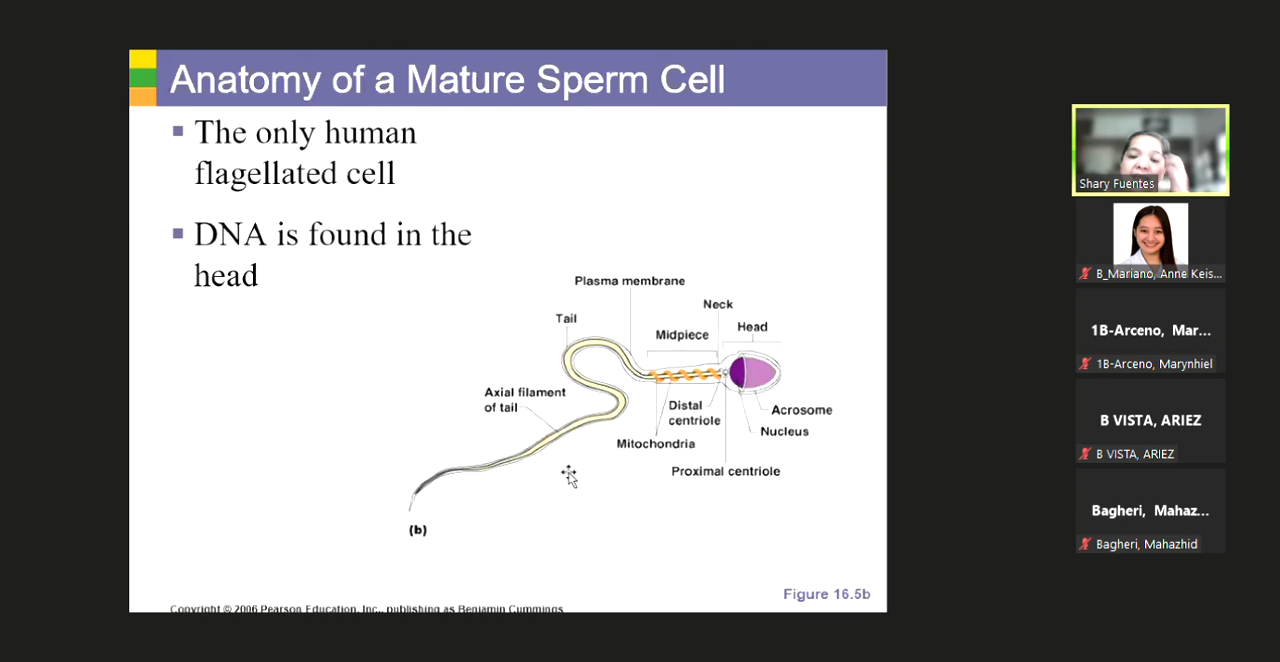 Anatomy of a Mature Sperm Cell
The only human
flagellated cell
DNA is found in the
head
Plasma membrane
Neck
Tail
Head
Midpiece
Axial filament
of tail
Distal
centriole
Acrosome
Nucleus
Mitochondria
Proximal centriole
(b)
Figure 16.5b
Copyright © 2006 Pearson Education, Inc., publishing as Benjamin Cummings
Shary Fuentes
B_Mariano, Anne Keis...
1B-Arceno, Mar...
1B-Arceno, Marynhiel
B VISTA, ARIEZ
B VISTA, ARIEZ
Bagheri, Mahaz...
Bagheri, Mahazhid